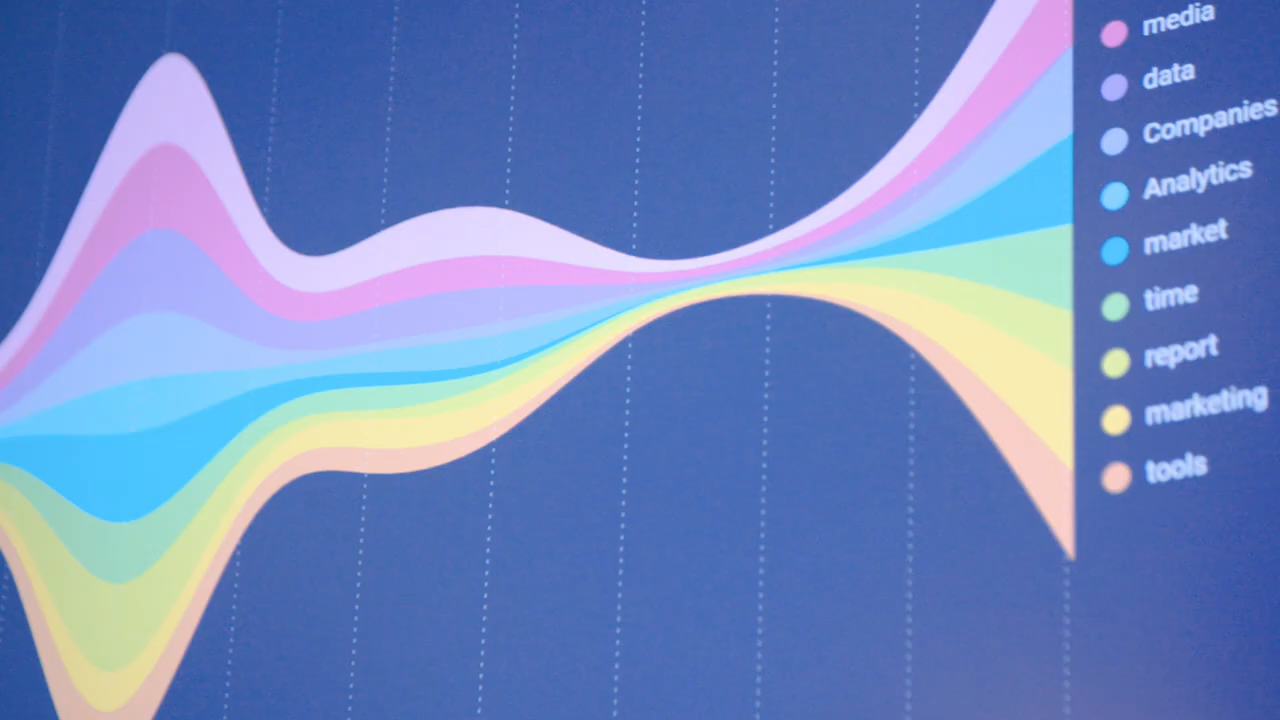 media
data
Companies
Analytics
market
time
report
marketing
tools